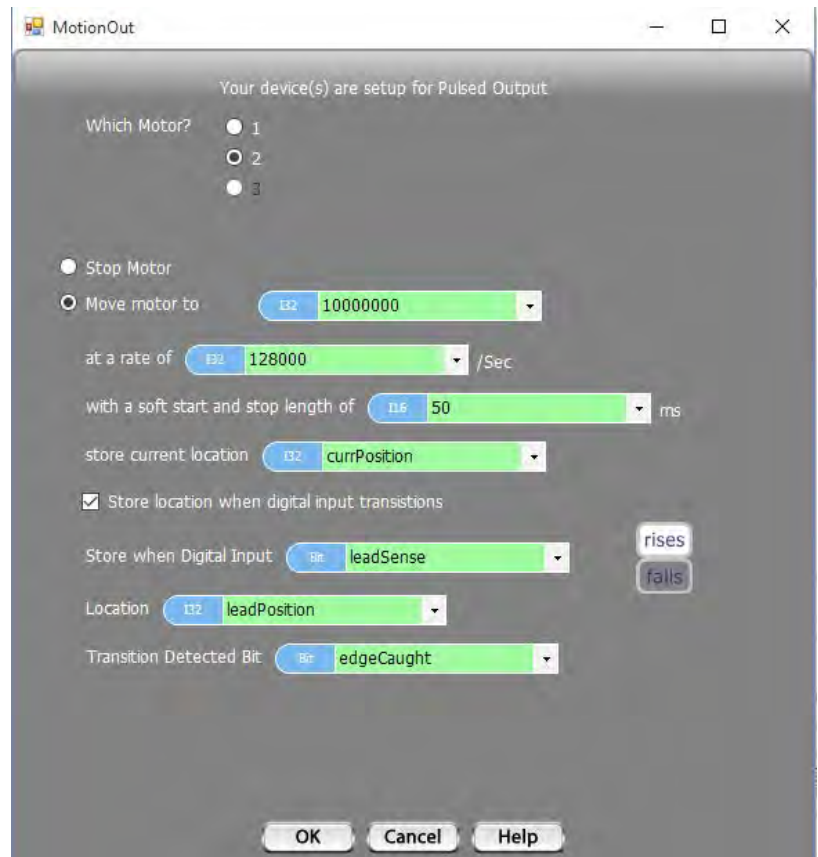 MotionOut
Your device(s) are setup for Pulsed Output
Which Motor? 1
2
3
Stop Motor
Move motor to I32 10000000
at a rate of I32 128000 /Sec
with a soft start and stop length of I16 50 ms
store current location I32 currPosition
Store location when digital input transistions
rises
Store when Digital Input Bit leadSense
falls
Location I32 leadPosition
Transition Detected Bit Bit edgeCaught
OK Cancel Help